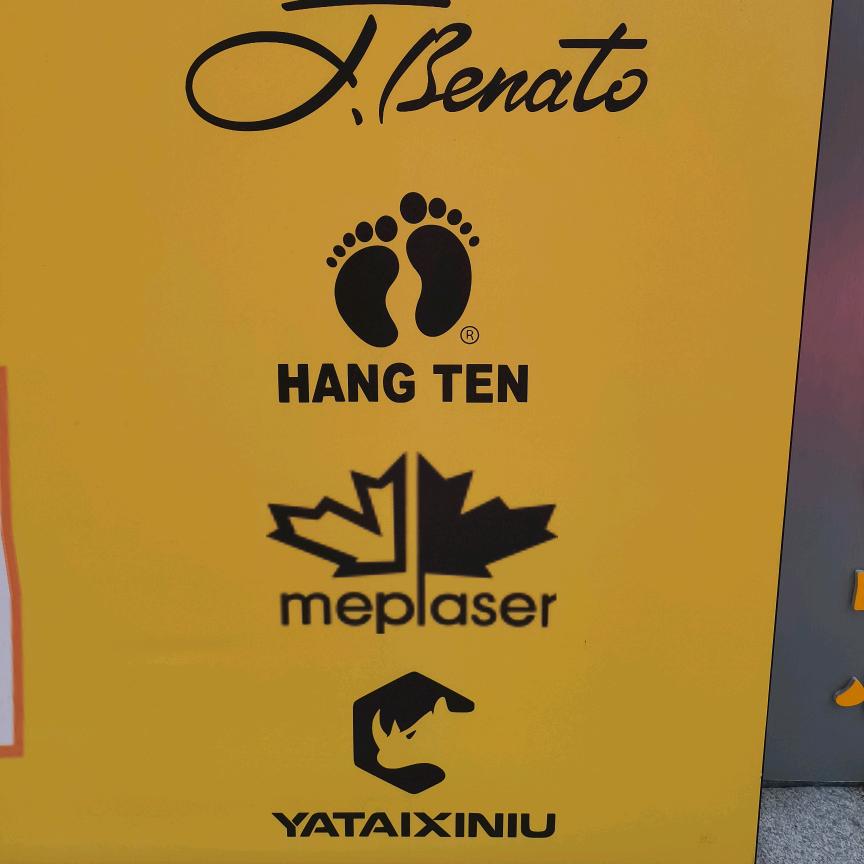 J.Benato
®
HANG TEN
meplaser
YATAIXINIU